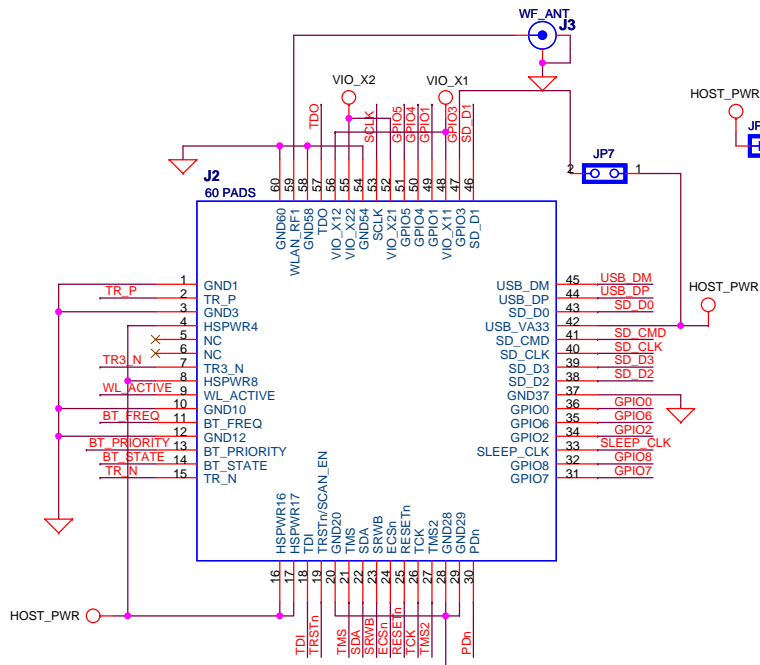 WF_ANT
J3
VIO_X2
VIO_X1
HOST_PWR
JP
TDO
SCLK
GPIO5
GPIO4
GPIO1
GPIO3
SD_D1
JP7
2
1
J2
60 PADS
60
59
58
57
56
55
54
53
52
51
50
49
48
47
46
GND60
WLAN_RF1
GND58
TDO
VIO_X12
VIO_X22
GND54
SCLK
VIO_X21
GPIO5
GPIO4
GPIO1
VIO_X11
GPIO3
SD_D1
1 GND1
TR_P 2 TR_P
3 GND3
4 HSPWR4
5 NC
6 NC
TR3_N 7 TR3_N
8 HSPWR8
WL_ACTIVE 9 WL_ACTIVE
10 GND10
BT_FREQ 11 BT_FREQ
12 GND12
BT_PRIORITY 13 BT_PRIORITY
BT_STATE 14 BT_STATE
TR_N 15 TR_N
USB_DM 45 USB_DM
USB_DP 44 USB_DP
SD_D0 43 SD_D0
USB_VA33 42
HOST_PWR
SD_CMD 41 SD_CMD
SD_CLK 40 SD_CLK
SD_D3 39 SD_D3
SD_D2 38 SD_D2
GND37 37
GPIO0 36 GPIO0
GPIO6 35 GPIO6
GPIO2 34 GPIO2
SLEEP_CLK 33 SLEEP_CLK
GPIO8 32 GPIO8
GPIO7 31 GPIO7
HSPWR16
HSPWR17
TDI
TRSTn/SCAN_EN
GND20
TMS
SDA
SRWB
ECSn
RESETn
TCK
TMS2
GND28
GND29
PDn
16
17
18
19
20
21
22
23
24
25
26
27
28
29
30
HOST_PWR
TDI
TRSTn
TMS
SDA
SRWB
ECSn
RESETn
TCK
TMS2
PDn